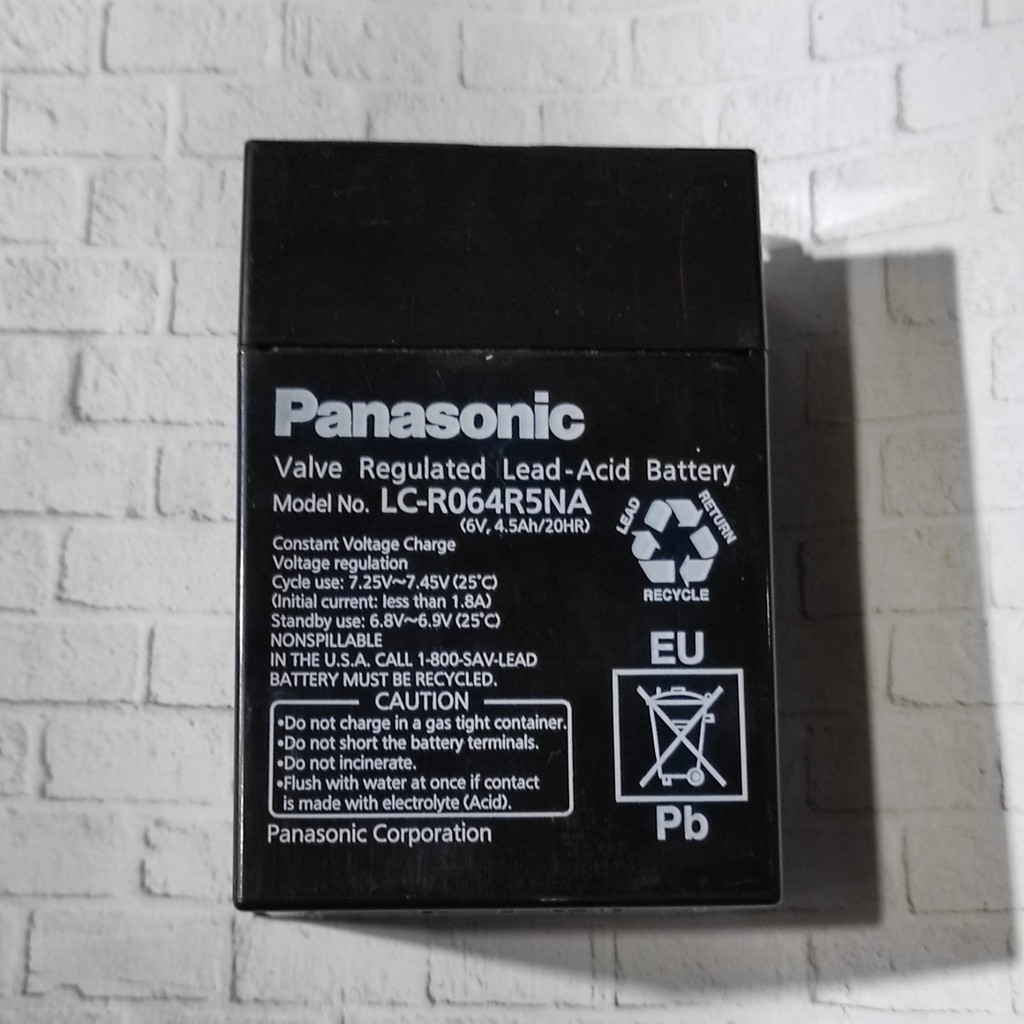 Panasonic
Valve Regulated Lead-Acid Battery
Model No. LC-R064R5NA
(6V, 4.5Ah/20HR)
Constant Voltage Charge
Voltage regulation
Cycle use: 7.25V~7.45V (25°C)
(Initial current: less than 1.8A)
Standby use: 6.8V~6.9V (25°C)
NONSPILLABLE
IN THE U.S.A. CALL 1-800-SAV-LEAD
BATTERY MUST BE RECYCLED.
CAUTION
•Do not charge in a gas tight container.
•Do not short the battery terminals.
•Do not incinerate.
•Flush with water at once if contact
is made with electrolyte (Acid).
Panasonic Corporation
LEAD
RETURN
RECYCLE
EU
Pb